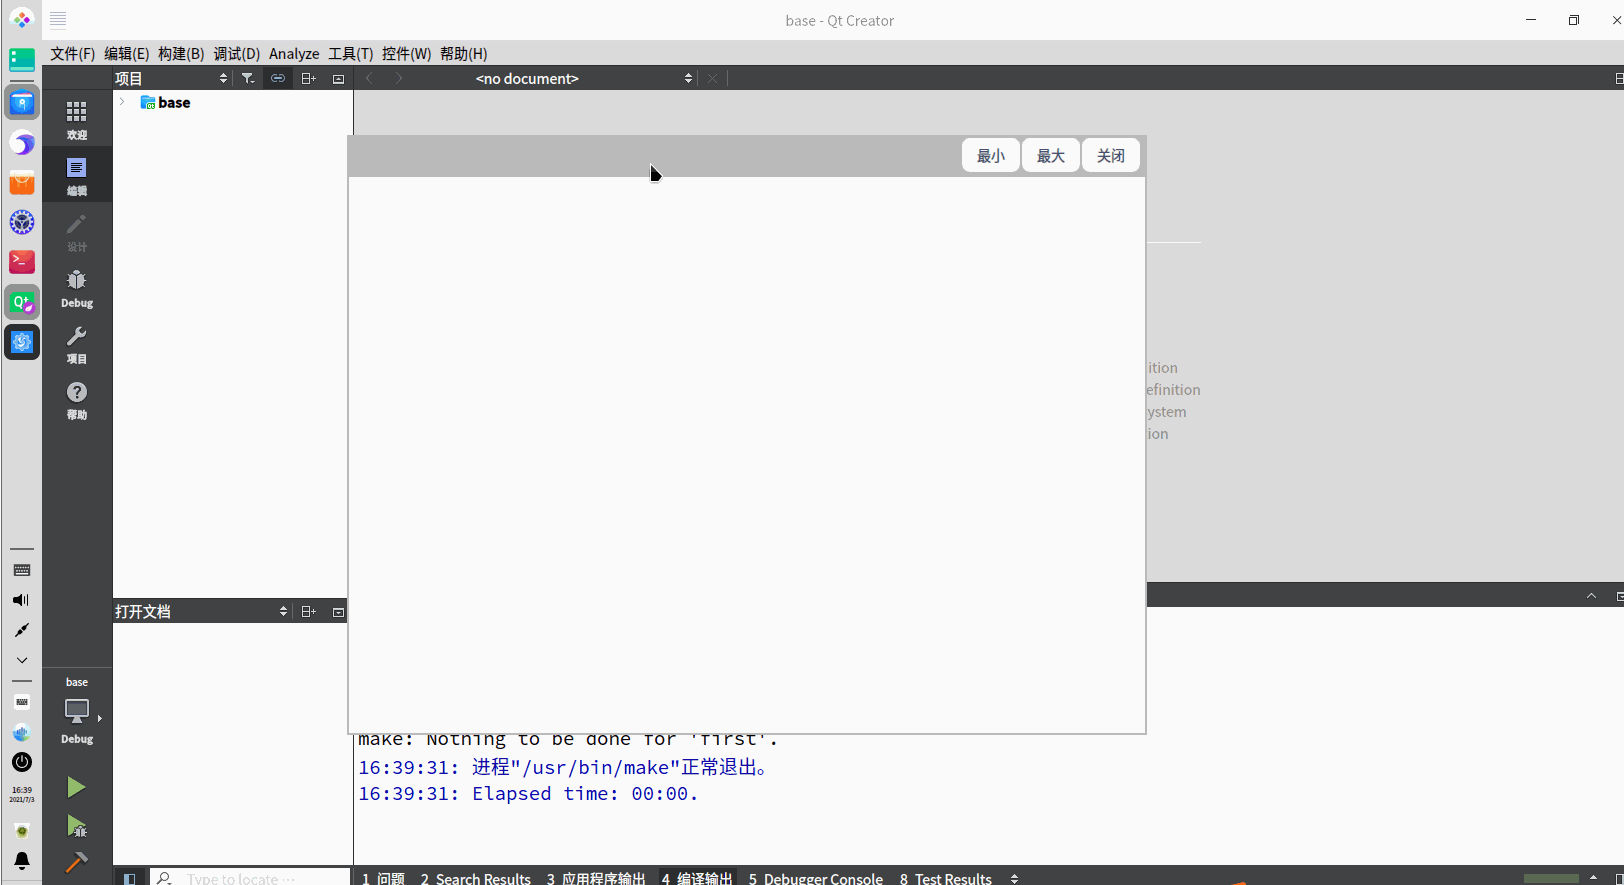 base - Qt Creator
文件(F) 编辑(E) 构建(B) 调试(D) Analyze 工具(T) 控件(W) 帮助(H)
项目
<no document>
base
欢迎
编辑
设计
Debug
项目
帮助
最小 最大 关闭
ition
efinition
ystem
ion
打开文档
base
Debug
make: Nothing to be done for 'first'.
16:39:31: 进程"/usr/bin/make"正常退出。
16:39:31: Elapsed time: 00:00.
16:39
2021/7/3
Type to locate ...
1 问题 2 Search Results 3 应用程序输出 4 编译输出 5 Debugger Console 8 Test Results